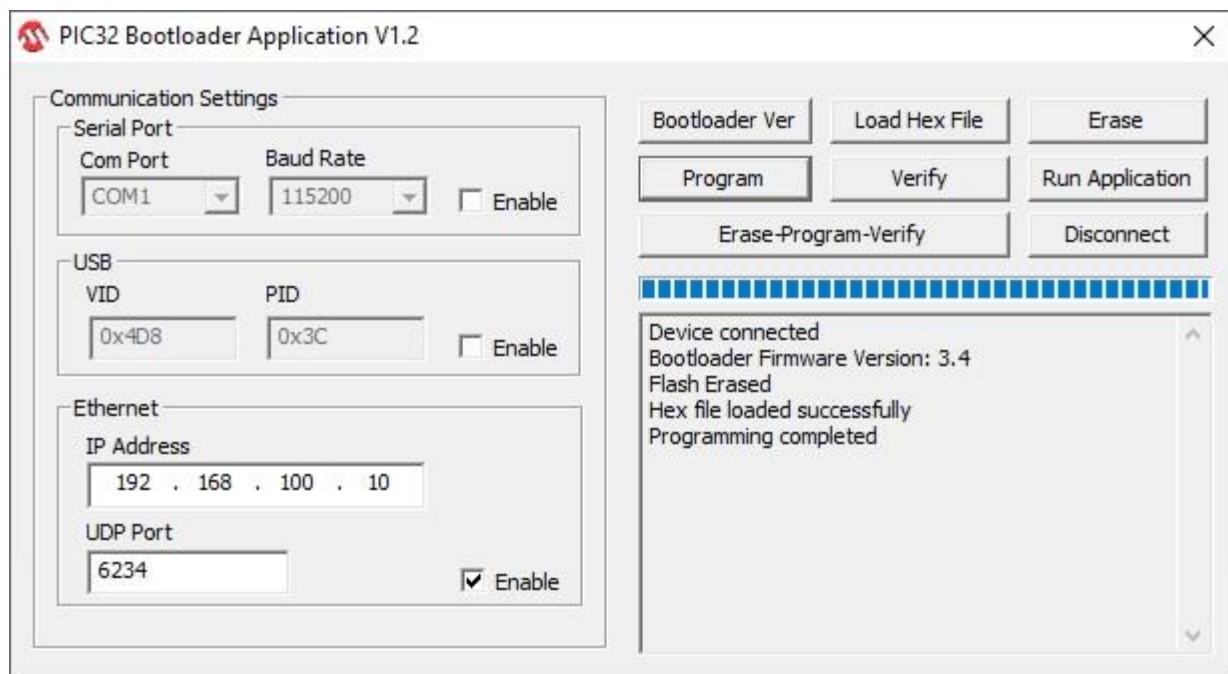 PIC32 Bootloader Application V1.2
Communication Settings
Serial Port
Com Port Baud Rate
COM1 115200 Enable
USB
VID PID
0x4D8 0x3C Enable
Ethernet
IP Address
192 . 168 . 100 . 10
UDP Port
6234 Enable
Bootloader Ver Load Hex File Erase
Program Verify Run Application
Erase-Program-Verify Disconnect
Device connected
Bootloader Firmware Version: 3.4
Flash Erased
Hex file loaded successfully
Programming completed